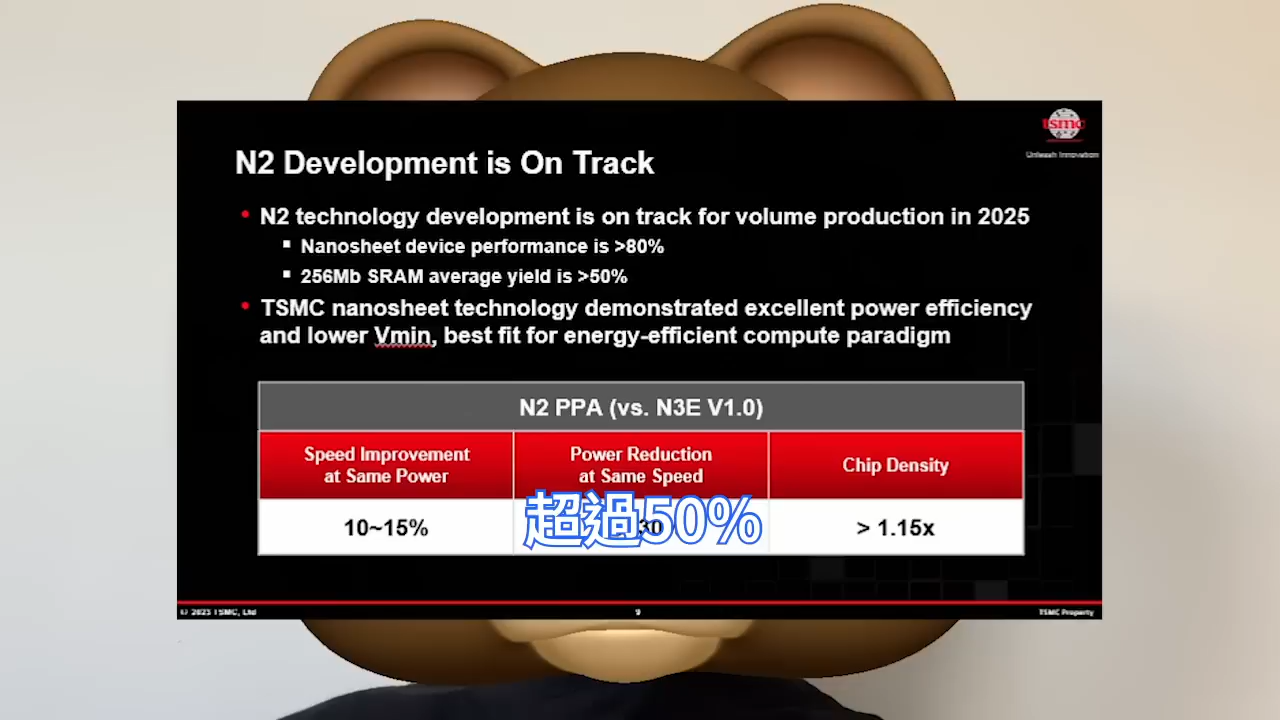 tsmc
Unleash Innovation
N2 Development is On Track
• N2 technology development is on track for volume production in 2025
▪ Nanosheet device performance is >80%
▪ 256Mb SRAM average yield is >50%
• TSMC nanosheet technology demonstrated excellent power efficiency
and lower Vmin, best fit for energy-efficient compute paradigm
N2 PPA (vs. N3E V1.0)
Speed Improvement
at Same Power
Power Reduction
at Same Speed
Chip Density
10~15%
> 1.15x
超過50%
© 2023 TSMC, Ltd
9
TSMC Property